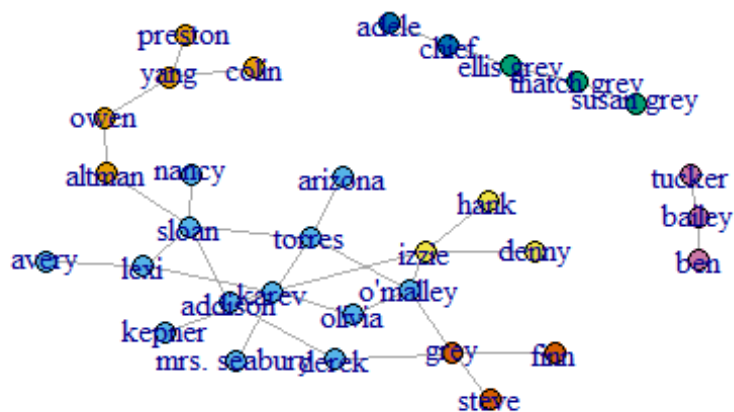 adele
preston
chief
colin
ellis grey
yang
thatch grey
susan grey
owen
nancy
altman
arizona
tucker
hank
bailey
sloan
torres
denny
izzie
avery
lexi
ben
karev
o'malley
addison
olivia
kepner
mrs. seabury
derek
grey
finn
steve